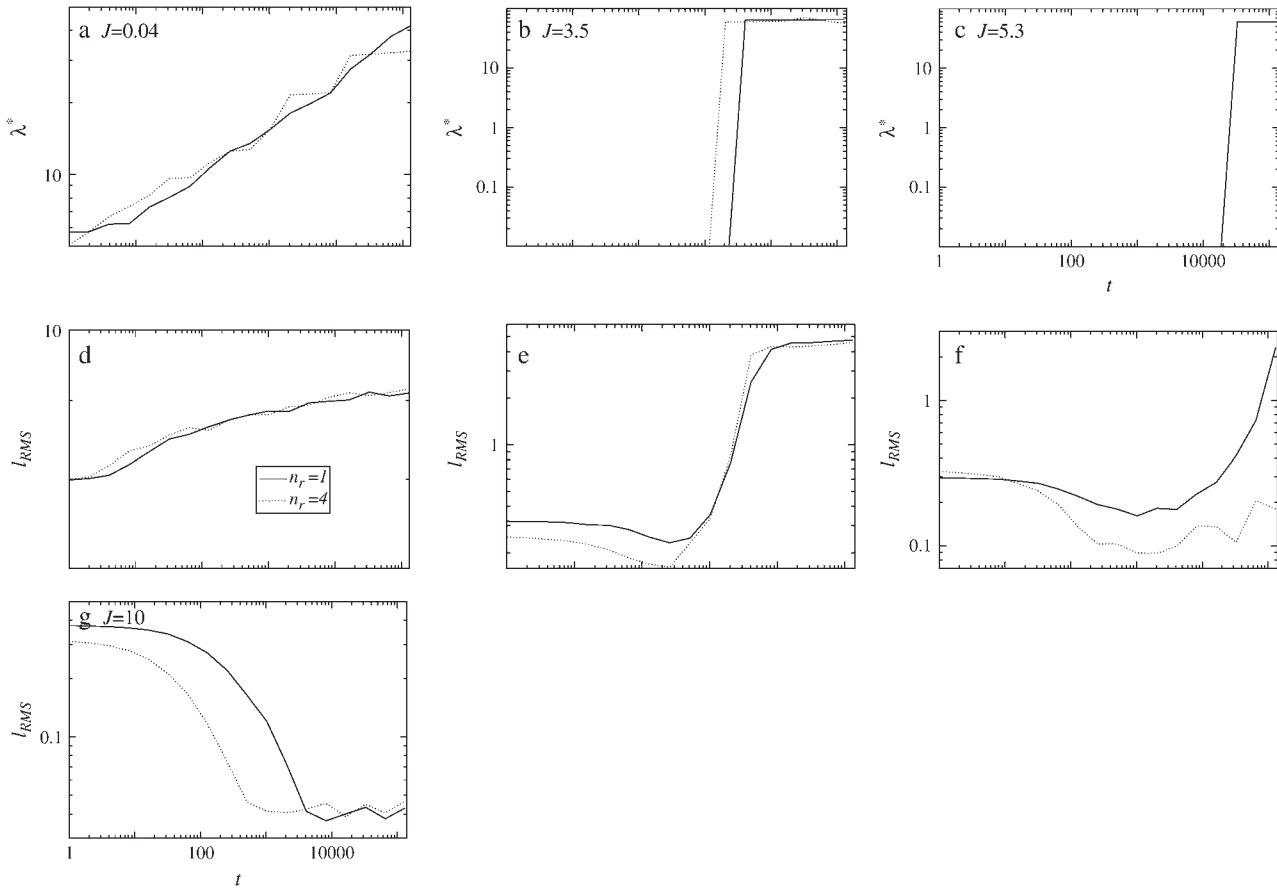 a J=0.04
λ*
10
b J=3.5
10
1
0.1
λ*
c J=5.3
10
1
0.1
λ*
1 100 10000
t
10
d
l_RMS
n_r=1
n_r=4
e
1
l_RMS
f
1
0.1
l_RMS
g J=10
0.1
l_RMS
1 100 10000
t